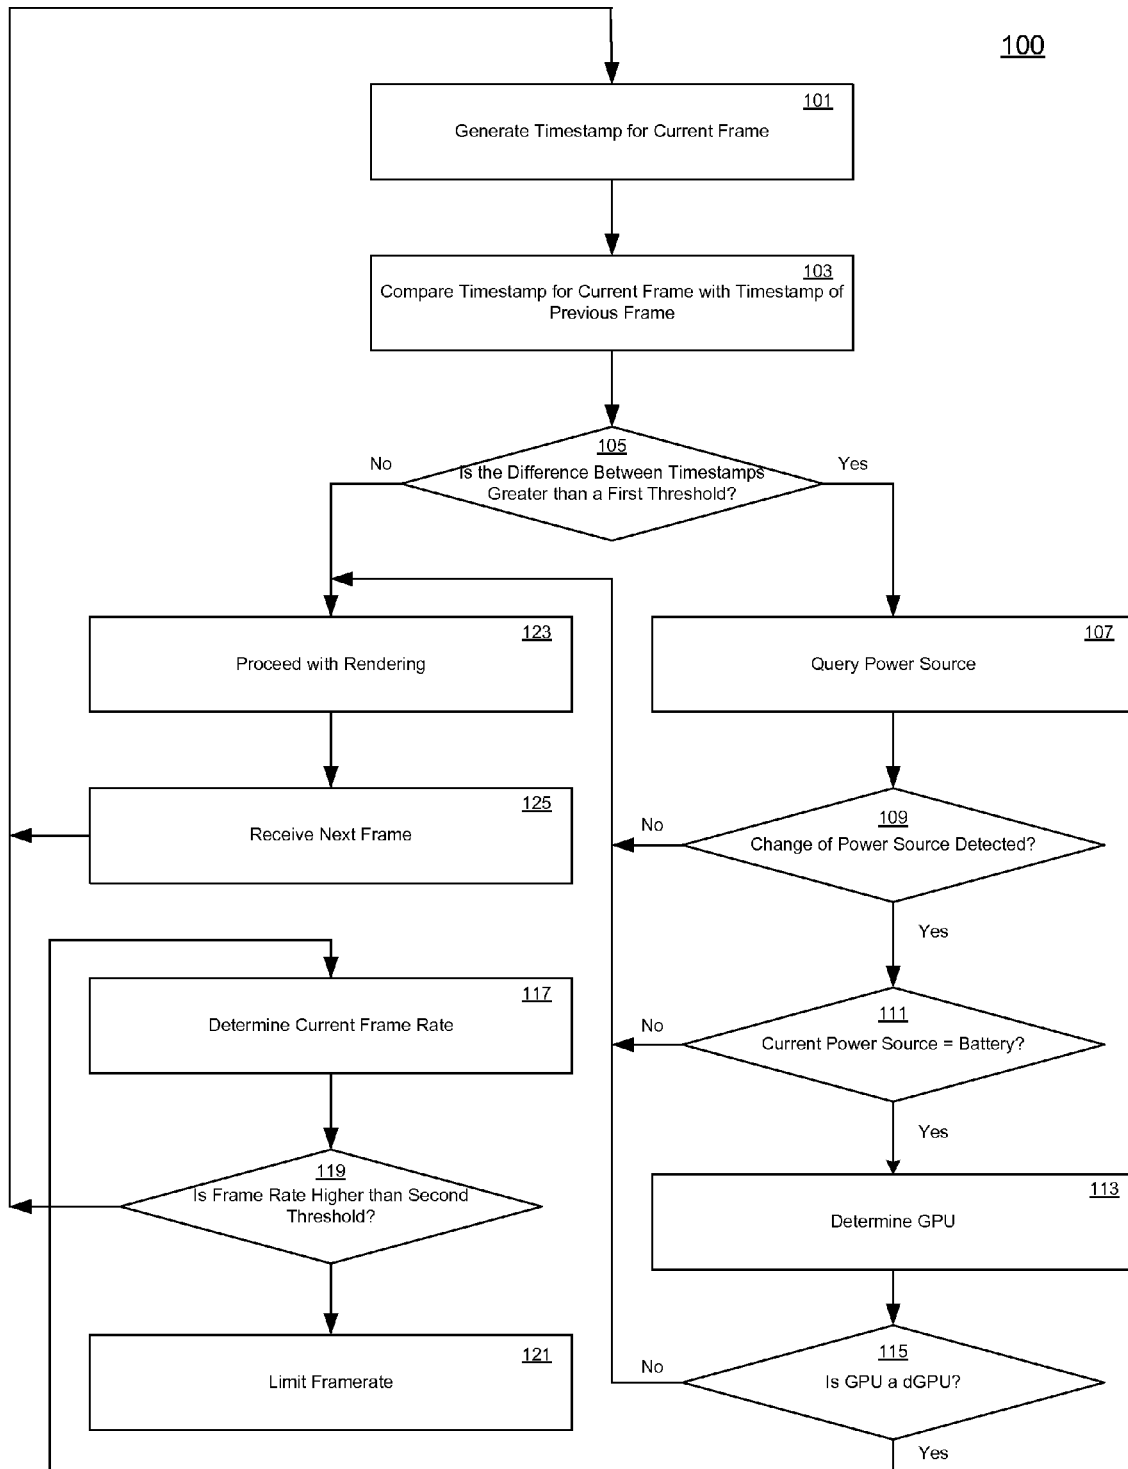 100
101
Generate Timestamp for Current Frame
103
Compare Timestamp for Current Frame with Timestamp of
Previous Frame
105
Is the Difference Between Timestamps
Greater than a First Threshold?
No
Yes
123
Proceed with Rendering
107
Query Power Source
125
Receive Next Frame
109
Change of Power Source Detected?
No
Yes
117
Determine Current Frame Rate
111
Current Power Source = Battery?
No
Yes
119
Is Frame Rate Higher than Second
Threshold?
113
Determine GPU
121
Limit Framerate
115
Is GPU a dGPU?
No
Yes